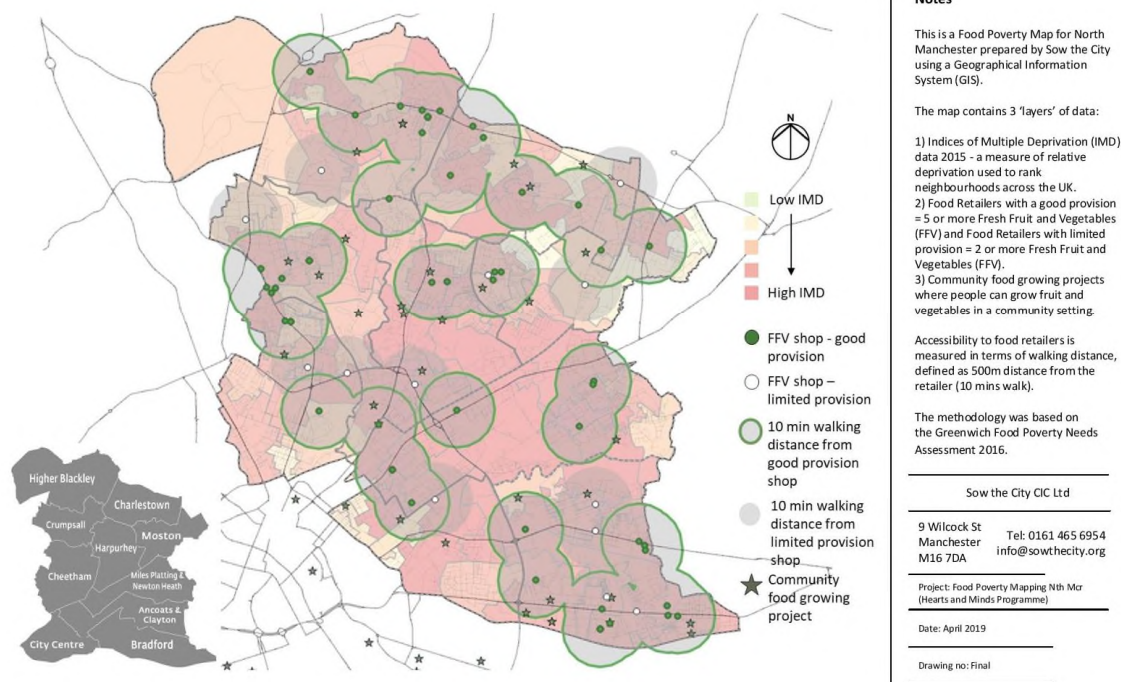 Notes
This is a Food Poverty Map for North
Manchester prepared by Sow the City
using a Geographical Information
System (GIS).
The map contains 3 ‘layers’ of data:
1) Indices of Multiple Deprivation (IMD)
data 2015 - a measure of relative
deprivation used to rank
neighbourhoods across the UK.
2) Food Retailers with a good provision
= 5 or more Fresh Fruit and Vegetables
(FFV) and Food Retailers with limited
provision = 2 or more Fresh Fruit and
Vegetables (FFV).
3) Community food growing projects
where people can grow fruit and
vegetables in a community setting.
Accessibility to food retailers is
measured in terms of walking distance,
defined as 500m distance from the
retailer (10 mins walk).
The methodology was based on
the Greenwich Food Poverty Needs
Assessment 2016.
Sow the City CIC Ltd
9 Wilcock St
Manchester
M16 7DA
Tel: 0161 465 6954
info@sowthecity.org
Project: Food Poverty Mapping Nth Mcr
(Hearts and Minds Programme)
Date: April 2019
Drawing no: Final
N
Low IMD
High IMD
FFV shop - good
provision
FFV shop –
limited provision
10 min walking
distance from
good provision
shop
10 min walking
distance from
limited provision
shop
Community
food growing
project
Higher Blackley
Charlestown
Crumpsall
Moston
Harpurhey
Cheetham
Miles Platting &
Newton Heath
Ancoats &
Clayton
City Centre
Bradford